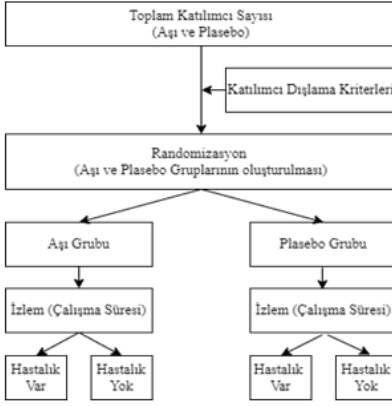 Toplam Katılımcı Sayısı
(Aşı ve Plasebo)
Katılımcı Dışlama Kriterleri
Randomizasyon
(Aşı ve Plasebo Gruplarının oluşturulması)
Aşı Grubu
Plasebo Grubu
İzlem (Çalışma Süresi)
İzlem (Çalışma Süresi)
Hastalık
Var
Hastalık
Yok
Hastalık
Var
Hastalık
Yok